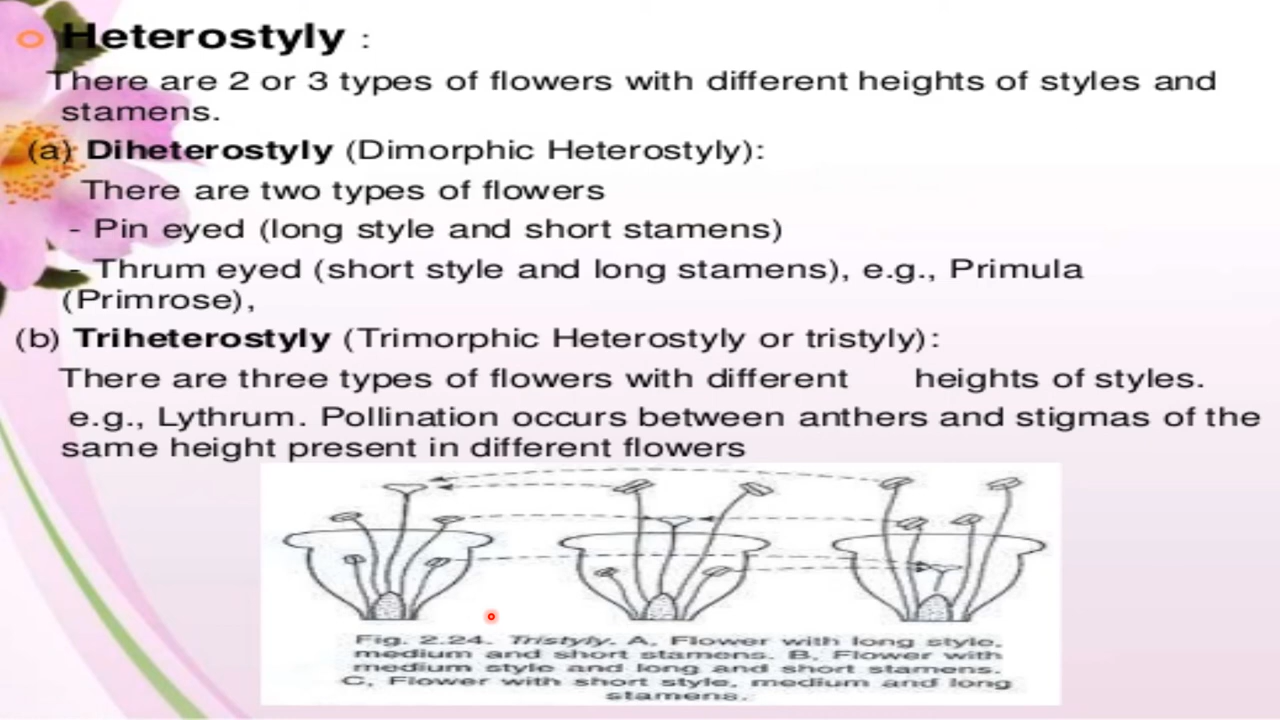 Heterostyly :
There are 2 or 3 types of flowers with different heights of styles and
stamens.
(a) Diheterostyly (Dimorphic Heterostyly):
There are two types of flowers
- Pin eyed (long style and short stamens)
- Thrum eyed (short style and long stamens), e.g., Primula
(Primrose),
(b) Triheterostyly (Trimorphic Heterostyly or tristyly):
There are three types of flowers with different heights of styles.
e.g., Lythrum. Pollination occurs between anthers and stigmas of the
same height present in different flowers
Fig. 2.24. Tristyly. A, Flower with long style,
medium and short stamens. B, Flower with
medium style and long and short stamens.
C, Flower with short style, medium and long
stamens.